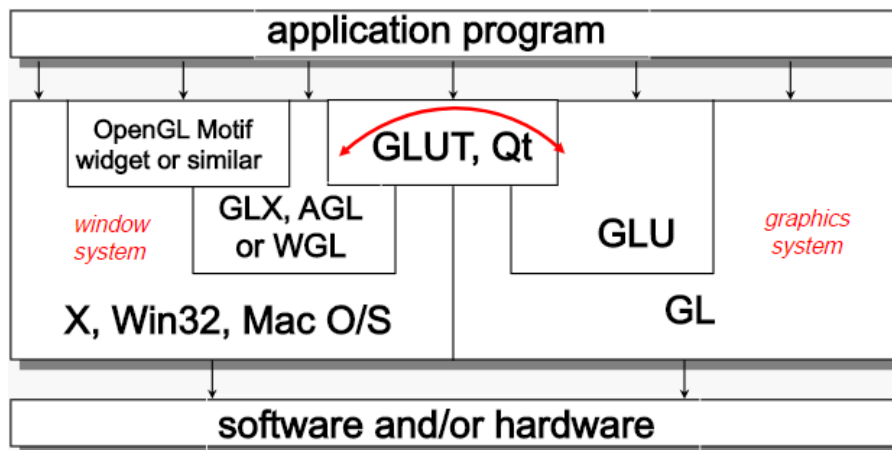 application program
OpenGL Motif
widget or similar
GLUT, Qt
window
system
GLX, AGL
or WGL
GLU
graphics
system
X, Win32, Mac O/S
GL
software and/or hardware